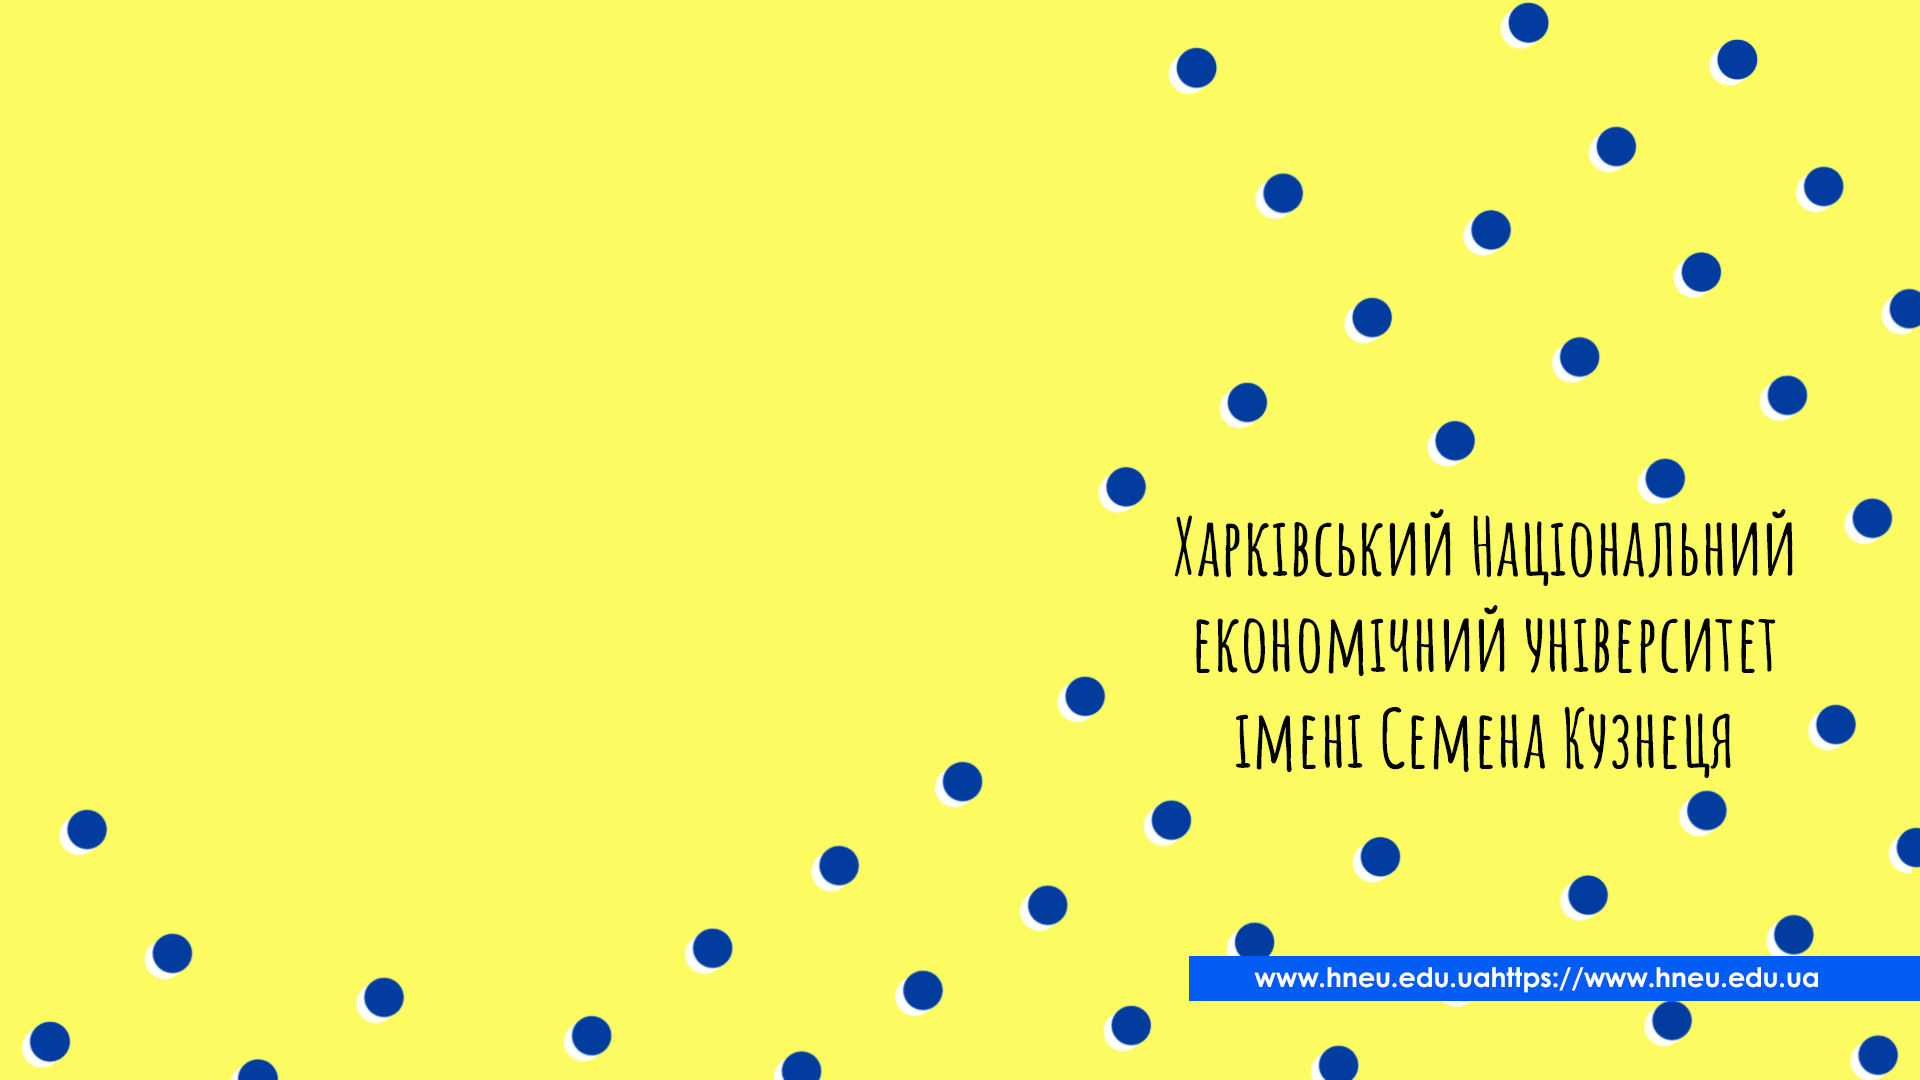 Харківський Національний
економічний університет
імені Семена Кузнеця
www.hneu.edu.uahttps://www.hneu.edu.ua